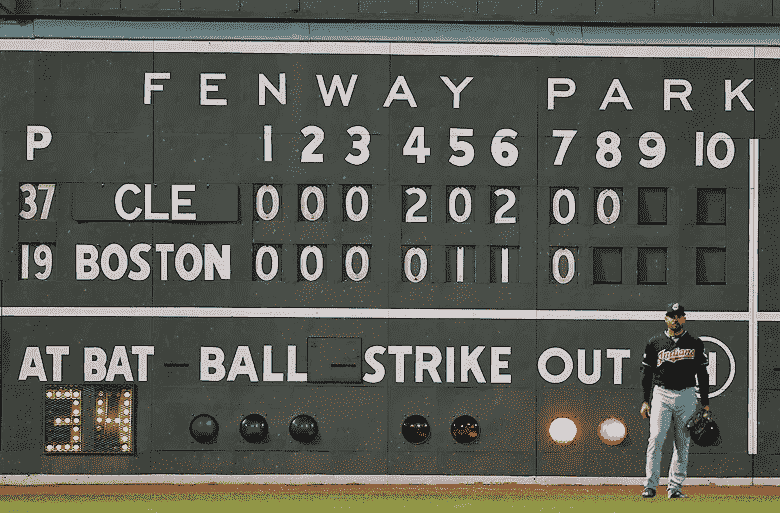 FENWAY PARK
P 1 2 3 4 5 6 7 8 9 10
37 CLE 0 0 0 2 0 2 0 0
19 BOSTON 0 0 0 0 1 1 0
AT BAT BALL STRIKE OUT H
34
Indians